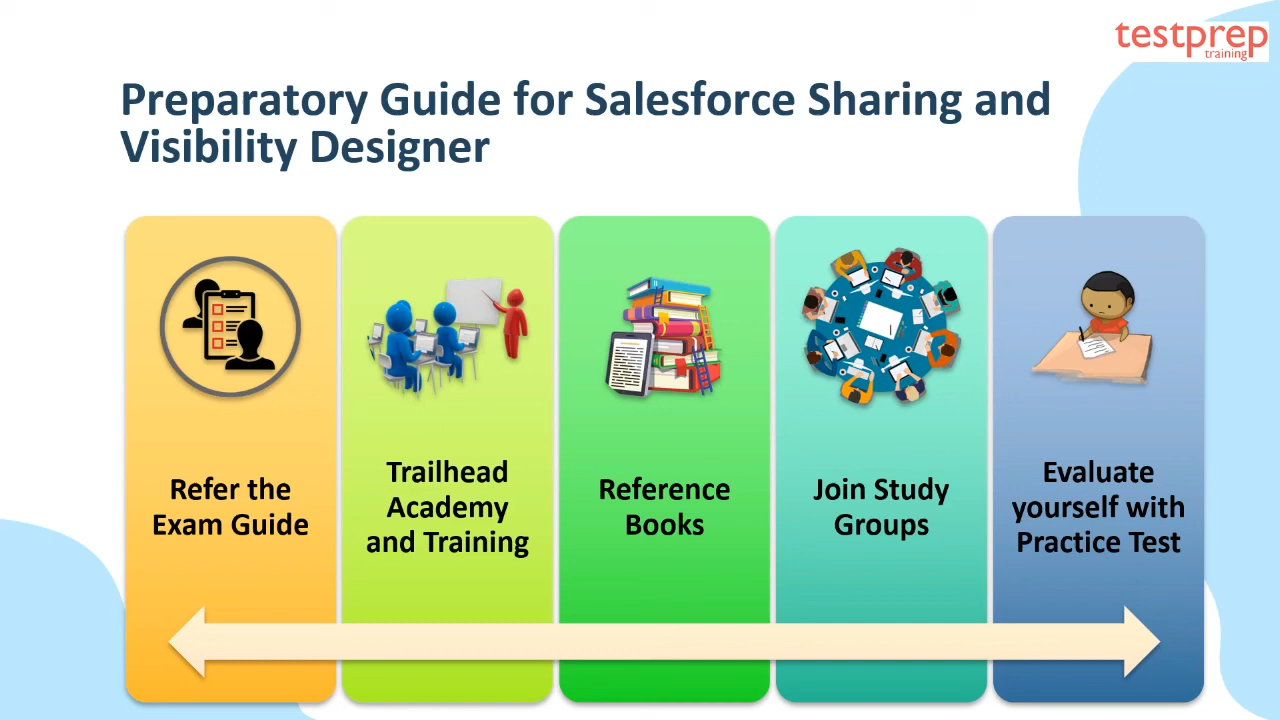 testprep
training
Preparatory Guide for Salesforce Sharing and
Visibility Designer
Refer the
Exam Guide
Trailhead
Academy
and Training
Reference
Books
Join Study
Groups
Evaluate
yourself with
Practice Test